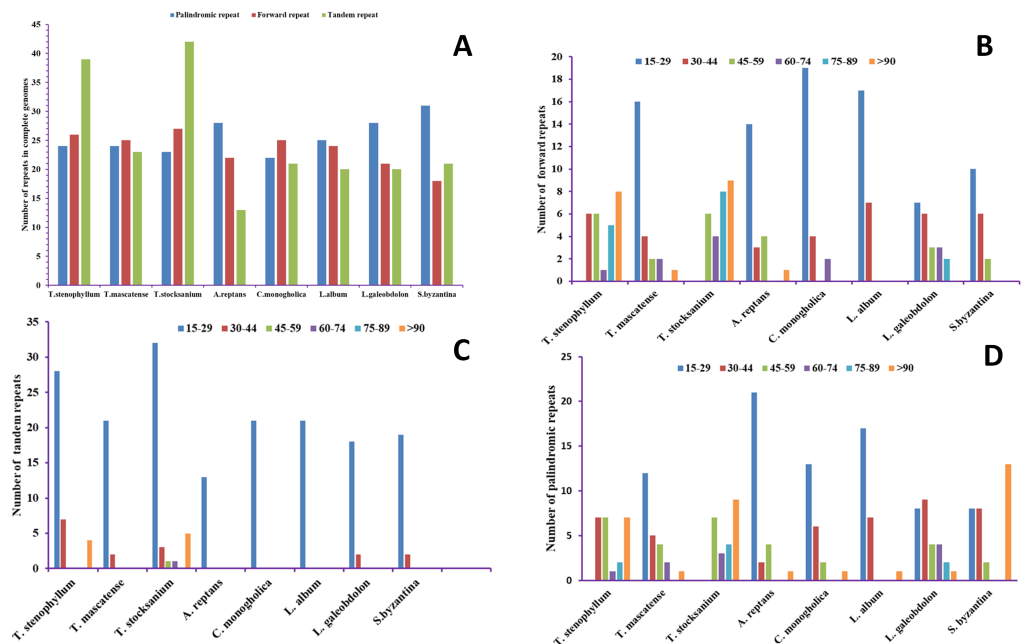 Palindromic repeat Forward repeat Tandem repeat
A
Number of repeats in complete genomes
45
40
35
30
25
20
15
10
5
0
T.stenophyllum T.mascatense T.stocksanium A.reptans C.monogholica L.album L.galeobdolon S.byzantina
B
15-29 30-44 45-59 60-74 75-89 >90
Number of forward repeats
20
18
16
14
12
10
8
6
4
2
0
T. stenophyllum T. mascatense T. stocksanium A. reptans C. monogholica L. album L. galeobdolon S.byzantina
C
15-29 30-44 45-59 60-74 75-89 >90
Number of tandem repeats
35
30
25
20
15
10
5
0
T. stenophyllum T. mascatense T. stocksanium A. reptans C. monogholica L. album L. galeobdolon S.byzantina
D
15-29 30-44 45-59 60-74 75-89 >90
Number of palindromic repeats
25
20
15
10
5
0
T. stenophyllum T. mascatense T. stocksanium A. reptans C. monogholica L. album L. galeobdolon S. byzantina